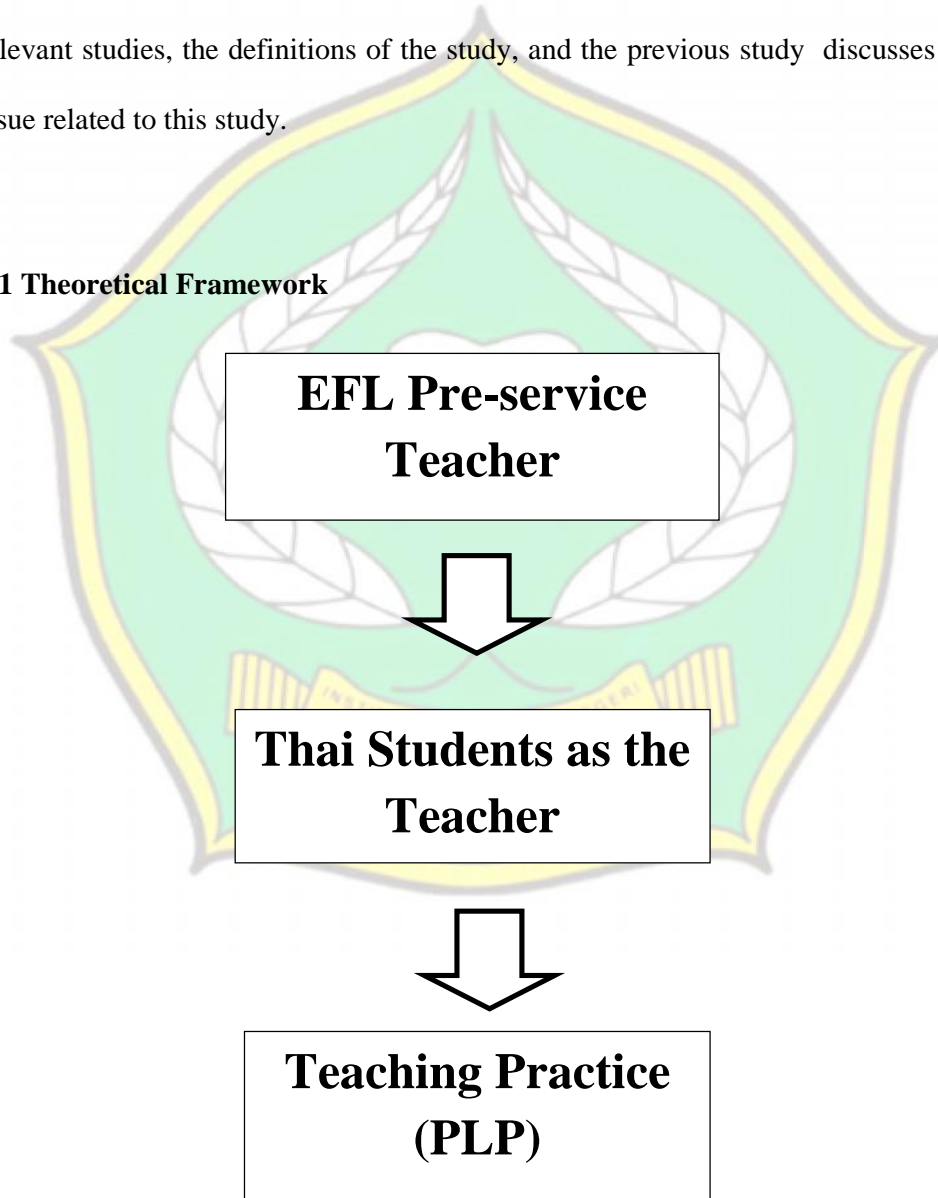 levant studies, the definitions of the study, and the previous study discusses
sue related to this study.
1 Theoretical Framework
EFL Pre-service
Teacher
Thai Students as the
Teacher
Teaching Practice
(PLP)